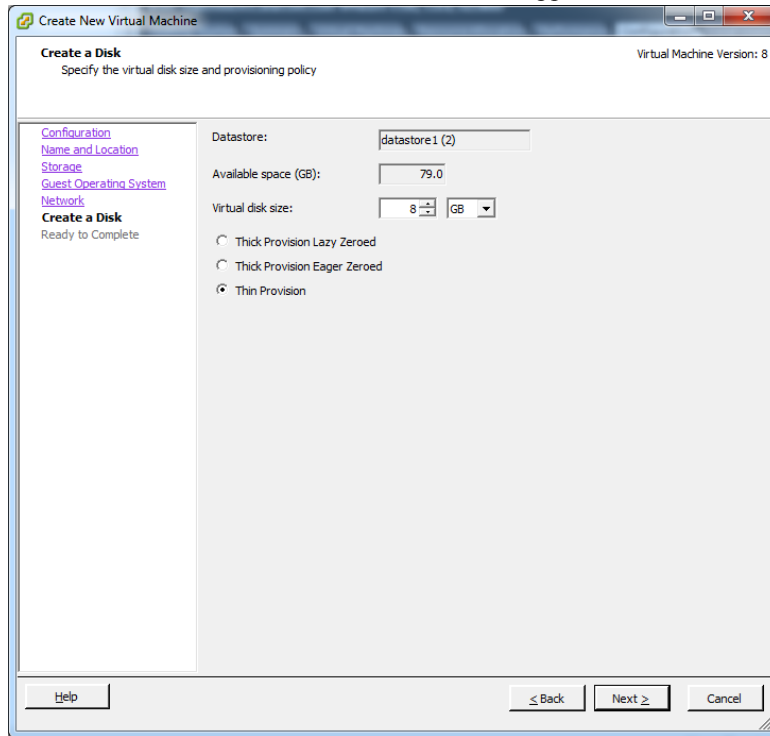 Create New Virtual Machine
Create a Disk
Specify the virtual disk size and provisioning policy
Virtual Machine Version: 8
Configuration
Name and Location
Storage
Guest Operating System
Network
Create a Disk
Ready to Complete
Datastore: datastore1 (2)
Available space (GB): 79.0
Virtual disk size: 8 GB
Thick Provision Lazy Zeroed
Thick Provision Eager Zeroed
Thin Provision
Help
< Back
Next >
Cancel